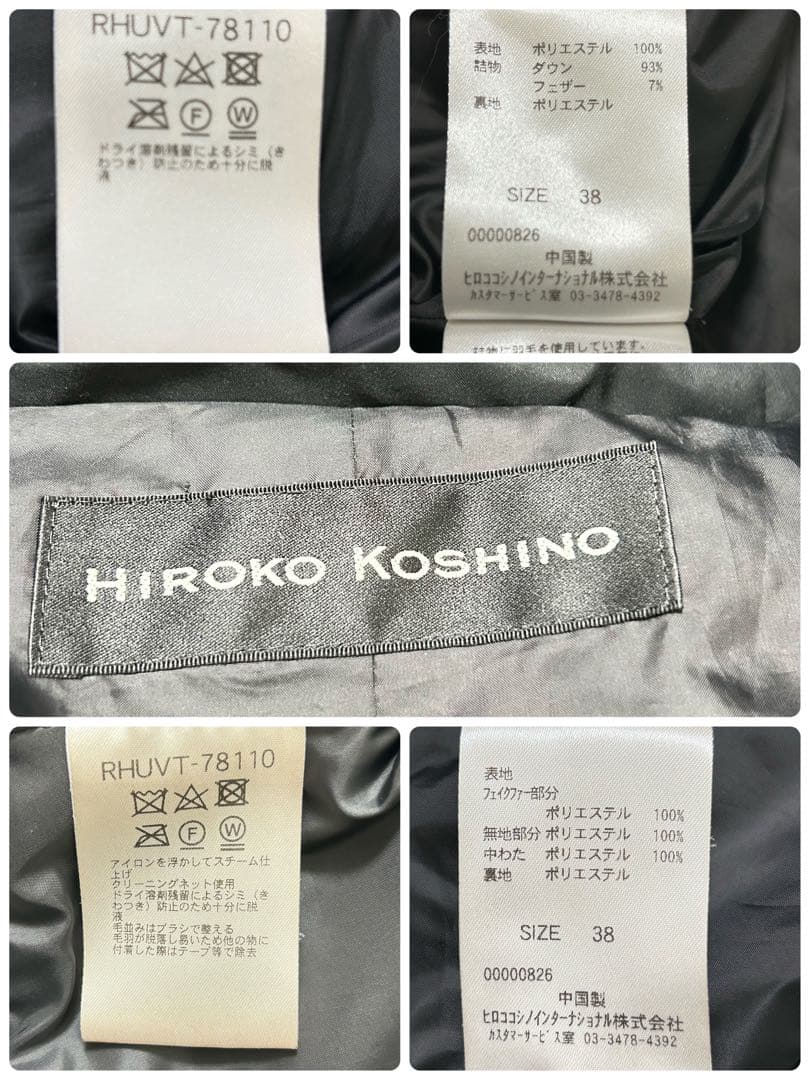 RHUVT-78110
F W
ドライ溶剤残留によるシミ（き
わつき）防止のため十分に脱
液
表地 ポリエステル 100%
詰物 ダウン 93%
フェザー 7%
裏地 ポリエステル
SIZE 38
00000826
中国製
ヒロココシノインターナショナル株式会社
カスタマーサービス室 03-3478-4392
詰物に羽毛を使用しています。
HIROKO KOSHINO
RHUVT-78110
F W
アイロンを浮かしてスチーム仕
上げ
クリーニングネット使用
ドライ溶剤残留によるシミ（き
わつき）防止のため十分に脱
液
毛並みはブラシで整える
毛羽が脱落し易いため他の物に
付着した際はテープ等で除去
表地
フェイクファー部分
ポリエステル 100%
無地部分 ポリエステル 100%
中わた ポリエステル 100%
裏地 ポリエステル
SIZE 38
00000826
中国製
ヒロココシノインターナショナル株式会社
カスタマーサービス室 03-3478-4392